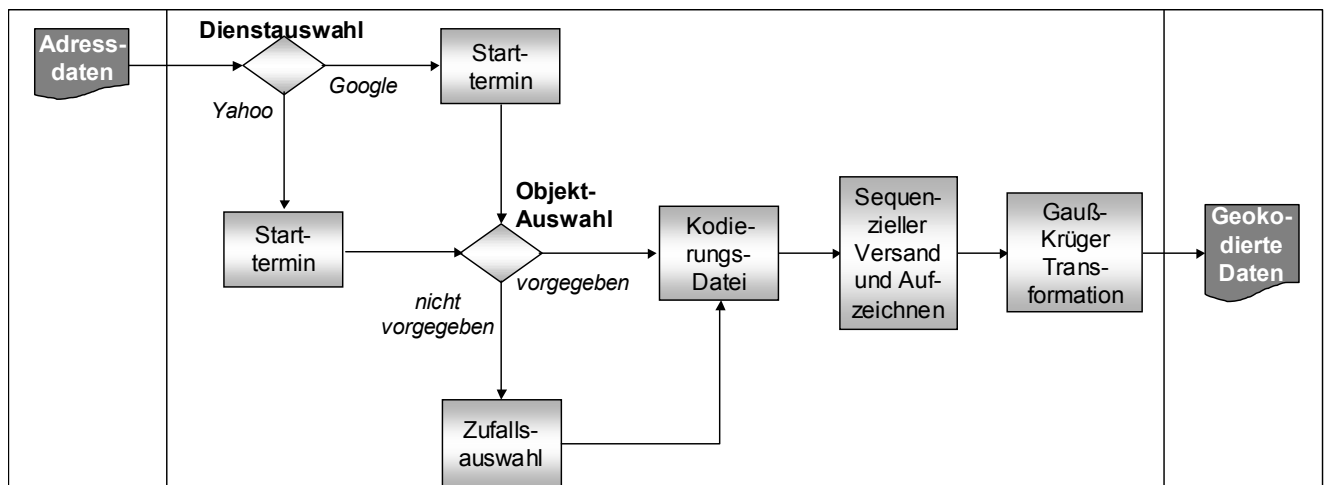 Adress-
daten
Dienstauswahl
Google
Yahoo
Start-
termin
Start-
termin
Objekt-
Auswahl
vorgegeben
nicht
vorgegeben
Zufalls-
auswahl
Kodie-
rungs-
Datei
Sequen-
zieller
Versand
und Auf-
zeichnen
Gauß-
Krüger
Trans-
formation
Geoko-
dierte
Daten